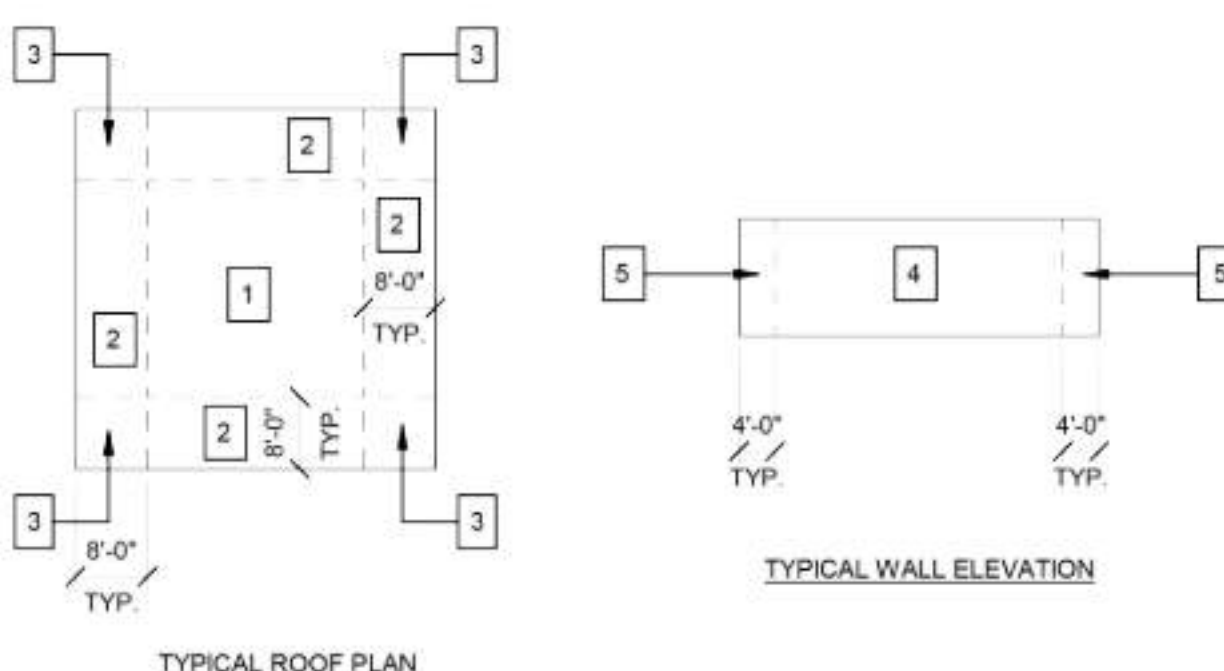 3
3
2
2
8'-0"
TYP.
1
2
2
8'-0"
TYP.
3
3
8'-0"
TYP.
TYPICAL ROOF PLAN
5
4
5
4'-0"
TYP.
4'-0"
TYP.
TYPICAL WALL ELEVATION